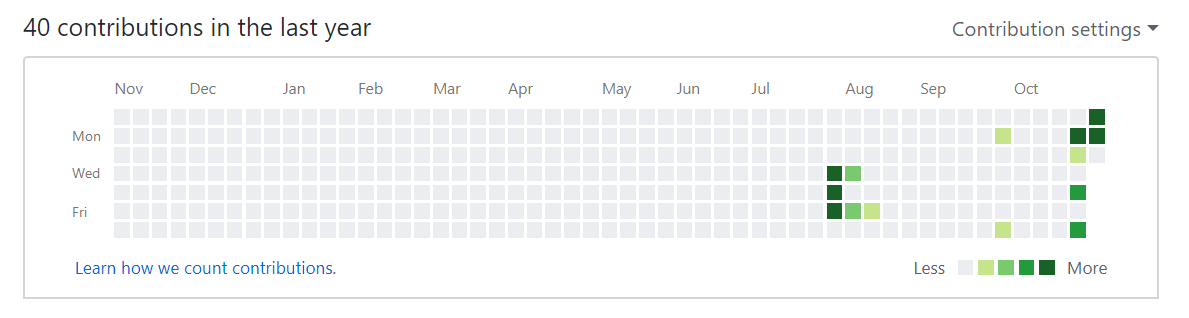 40 contributions in the last year
Contribution settings
Nov Dec Jan Feb Mar Apr May Jun Jul Aug Sep Oct
Mon
Wed
Fri
Learn how we count contributions.
Less More